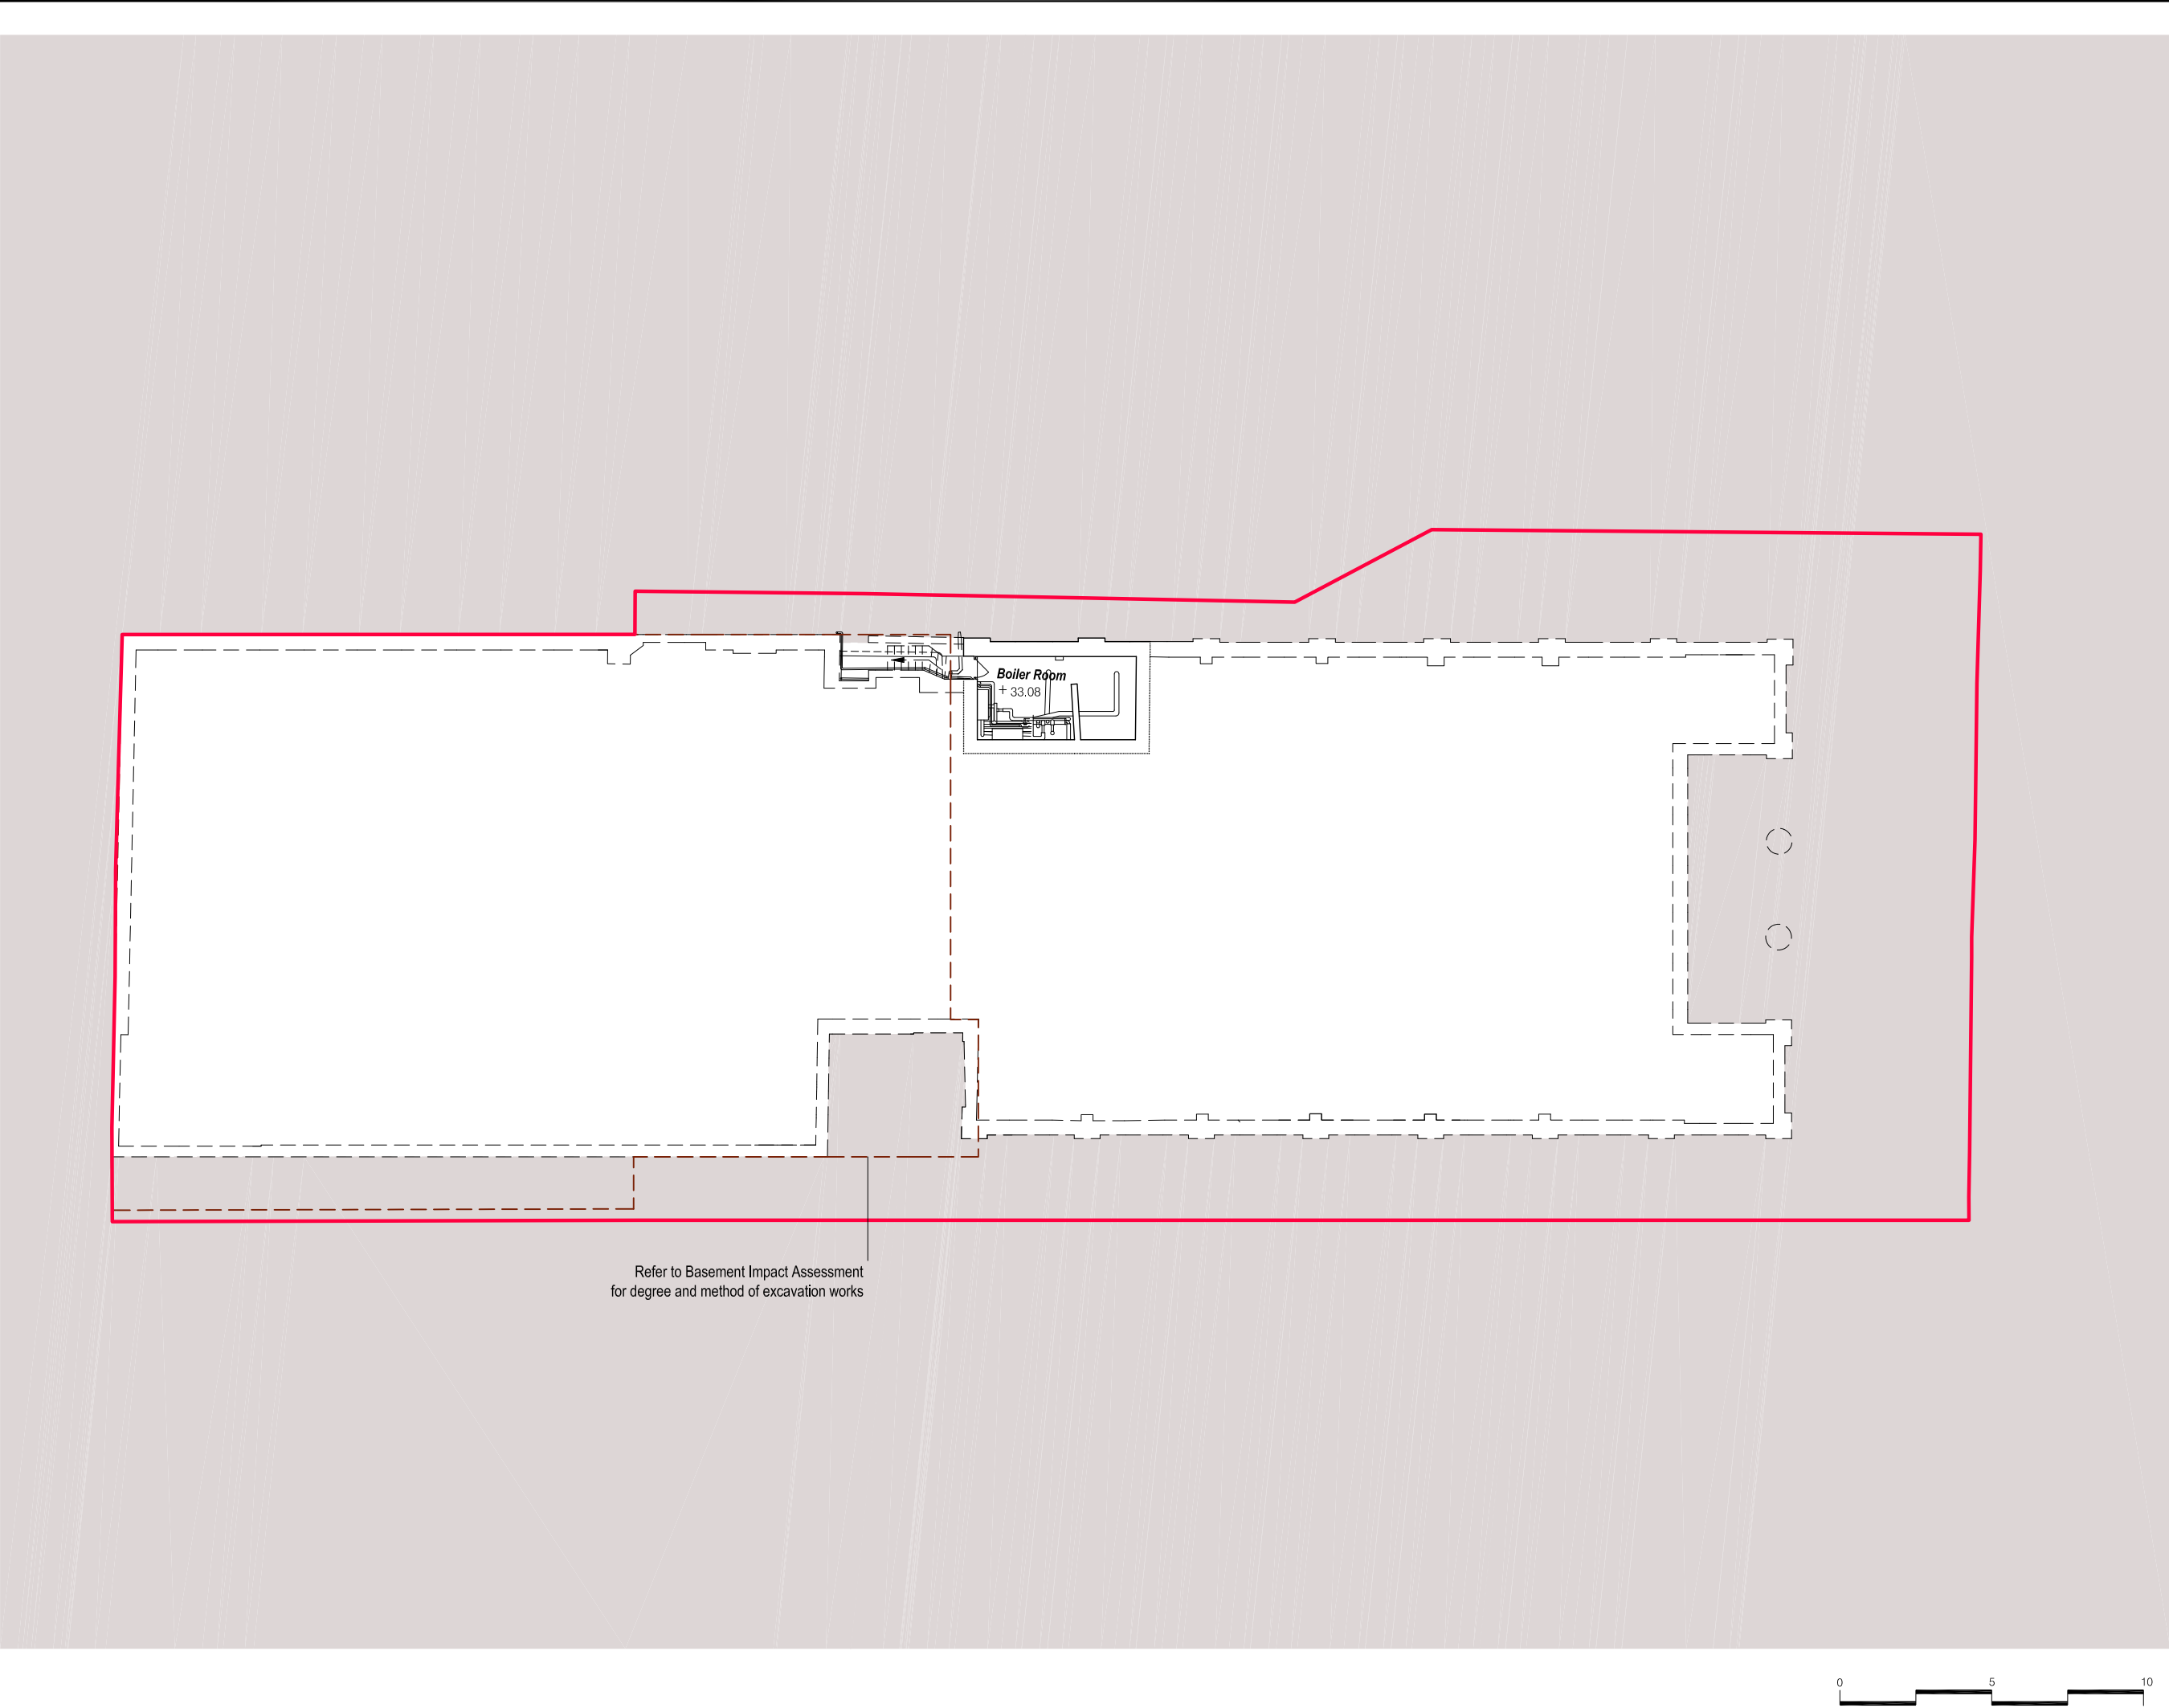 Boiler Room
33.08
Refer to Basement Impact Assessment
for degree and method of excavation works
0 5 10